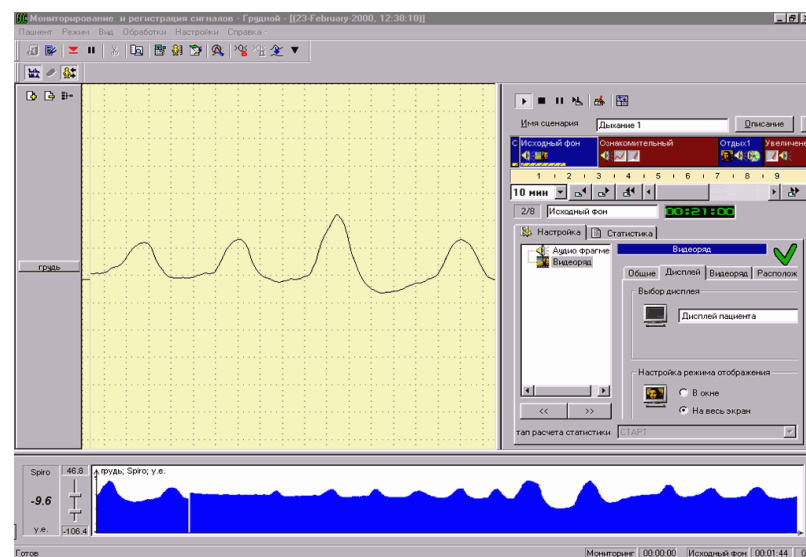 Мониторирование и регистрация сигналов - Грудной - [(23-February-2000, 12:38:10)]
Пациент Режим Вид Обработки Настройки Справка
Имя сценария Дыхание 1 Описание
С Исходный фон Ознакомительный Отдых1 Увеличен
1 2 3 4 5 6 7 8 9
10 мин
2/8 Исходный фон 00:21:00
Настройка Статистика
Аудио фрагме
Видеоряд
Видеоряд
Общие Дисплей Видеоряд Располож
Выбор дисплея
Дисплей пациента
Настройка режима отображения
В окне
На весь экран
<< >>
тап расчета статистики СТАРТ
грудь
Spiro 46.8 грудь; Spiro; у.е.
-9.6
у.е. -106.4
Готов Мониторинг 00:00:00 Исходный фон 00:01:44